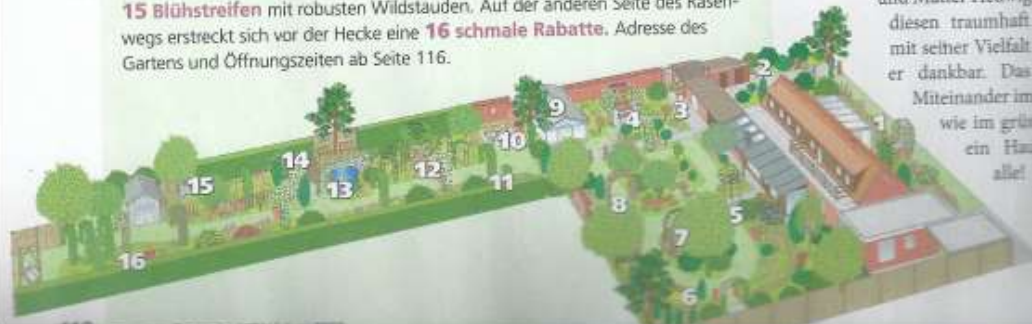 15 Blühstreifen mit robusten Wildstauden. Auf der anderen Seite des Rasen-
wegs erstreckt sich vor der Hecke eine 16 schmale Rabatte. Adresse des
Gartens und Öffnungszeiten ab Seite 116.
diesen traumhaft
mit seiner Vielfalt
er dankbar. Das
Miteinander im
wie im grü
ein Hau
alle!
2
9
3
1
4
10
14
12
15
13
11
8
5
7
16
6